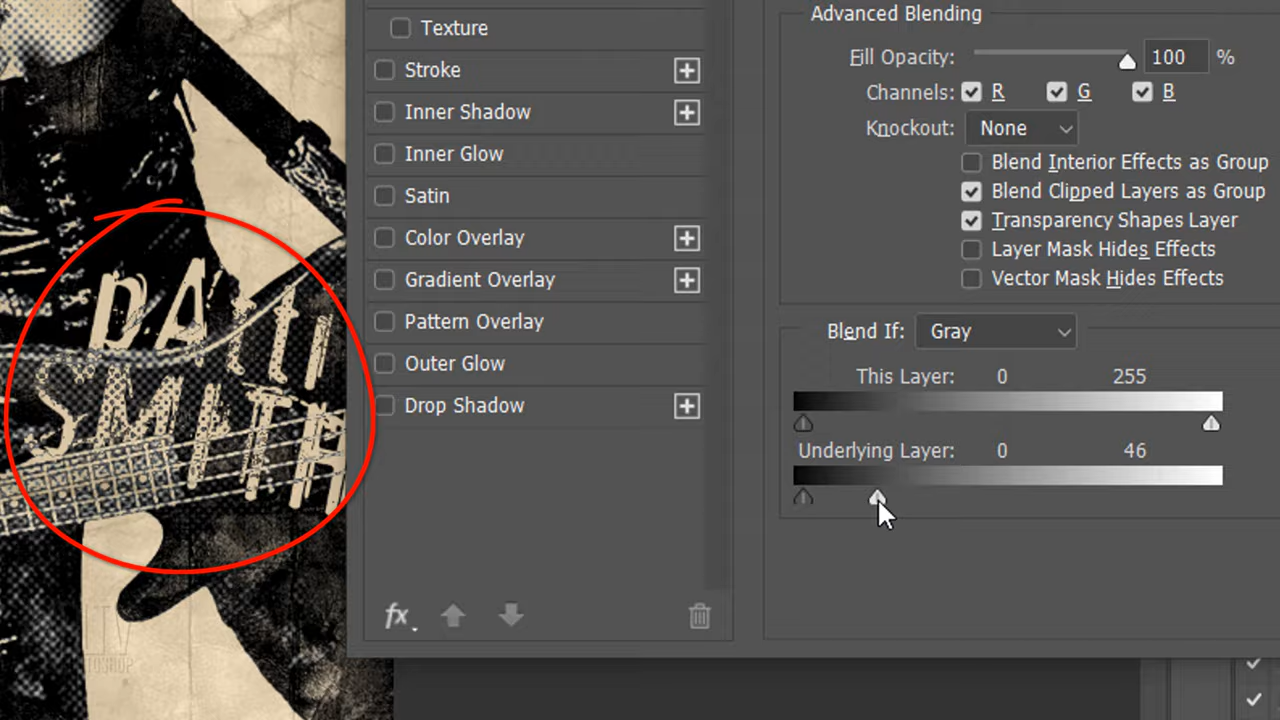 Texture
Stroke
Inner Shadow
Inner Glow
Satin
Color Overlay
Gradient Overlay
Pattern Overlay
Outer Glow
Drop Shadow
fx
Advanced Blending
Fill Opacity: 100 %
Channels: R G B
Knockout: None
Blend Interior Effects as Group
Blend Clipped Layers as Group
Transparency Shapes Layer
Layer Mask Hides Effects
Vector Mask Hides Effects
Blend If: Gray
This Layer: 0 255
Underlying Layer: 0 46
pAtti
SMITH